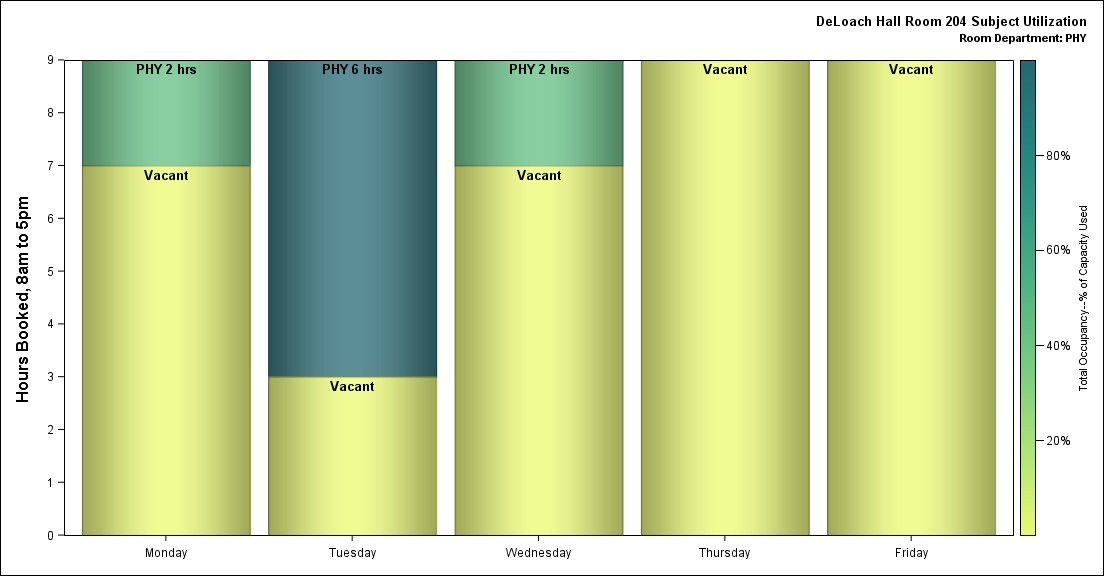 DeLoach Hall Room 204 Subject Utilization
Room Department: PHY
Hours Booked, 8am to 5pm
9
8
7
6
5
4
3
2
1
0
PHY 2 hrs
Vacant
PHY 6 hrs
Vacant
PHY 2 hrs
Vacant
Vacant
Vacant
Monday
Tuesday
Wednesday
Thursday
Friday
80%
60%
40%
20%
Total Occupancy--% of Capacity Used